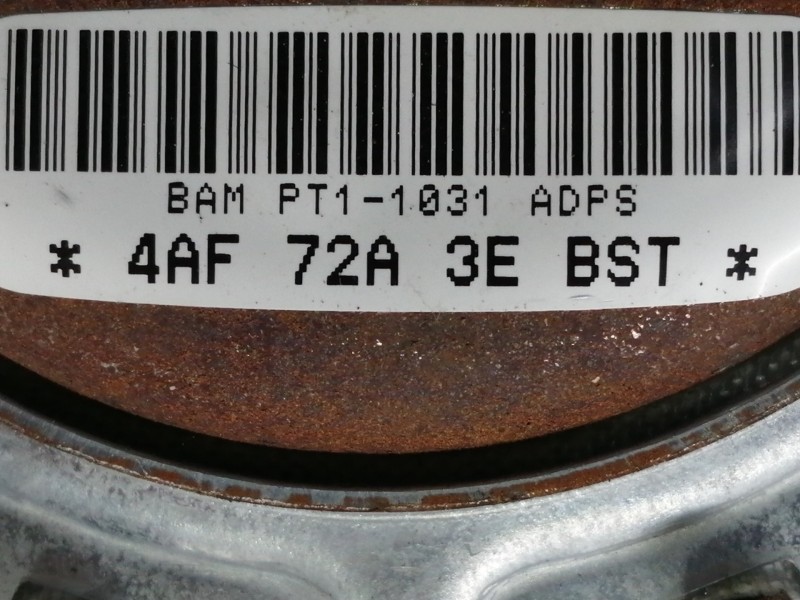 BAM PT1-1031 ADPS
* 4AF 72A 3E BST *